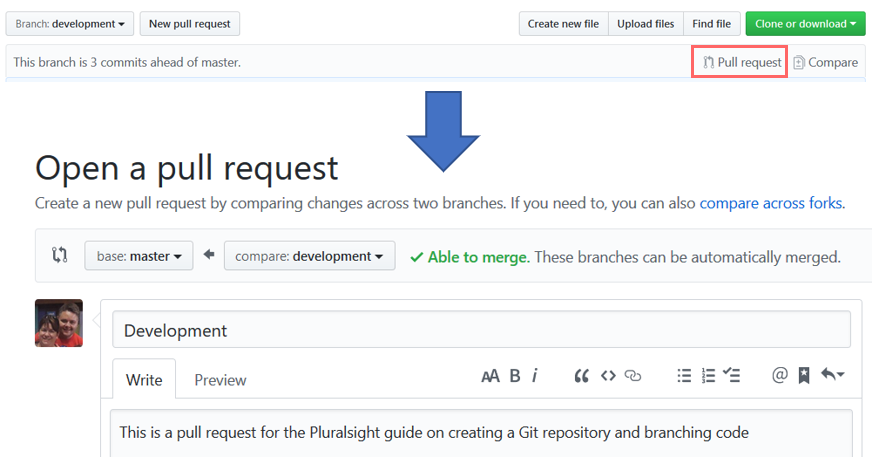 Branch: development New pull request Create new file Upload files Find file Clone or download
This branch is 3 commits ahead of master. Pull request Compare
Open a pull request
Create a new pull request by comparing changes across two branches. If you need to, you can also compare across forks.
base: master compare: development Able to merge. These branches can be automatically merged.
Development
Write Preview AA B i @
This is a pull request for the Pluralsight guide on creating a Git repository and branching code